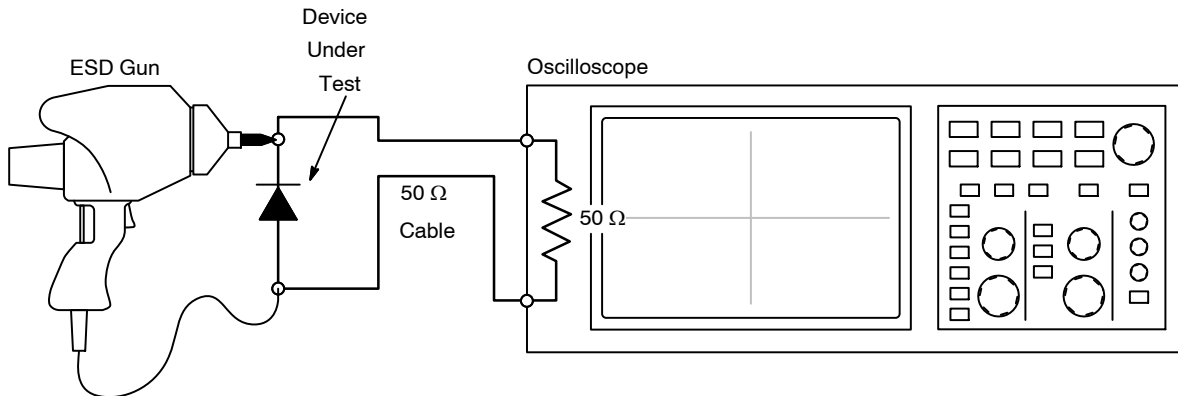 Device
Under
Test
ESD Gun
Oscilloscope
50 Ω
Cable
50 Ω